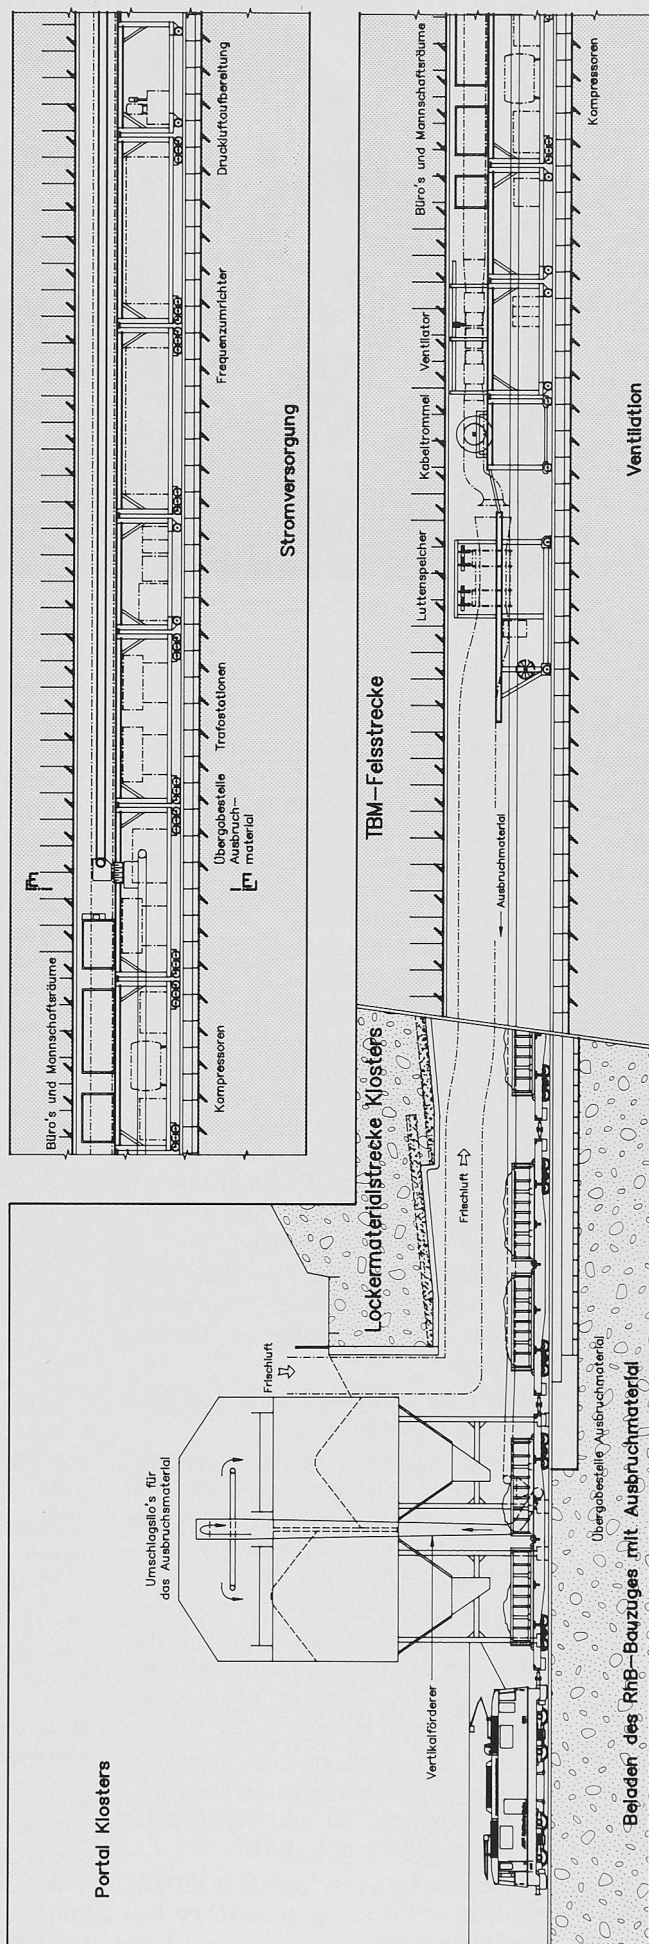 Büro's und Mannschaftsräume
Kompressoren
Übergabestelle
Ausbruch-
material
Trafostationen
Frequenzumrichter
Druckluftaufbereitung
Stromversorgung
TBM-Felsstrecke
Ausbruchmaterial
Luttenspeicher
Kabeltrommel
Ventilator
Büro's und Mannschaftsräume
Kompressoren
Ventilation
Portal Klosters
Umschlagsilo's für
das Ausbruchsmaterial
Vertikalförderer
Frischluft
Lockermaterialstrecke Klosters
Frischluft
Übergabestelle Ausbruchmaterial
Beladen des RhB-Bauzuges mit Ausbruchmaterial